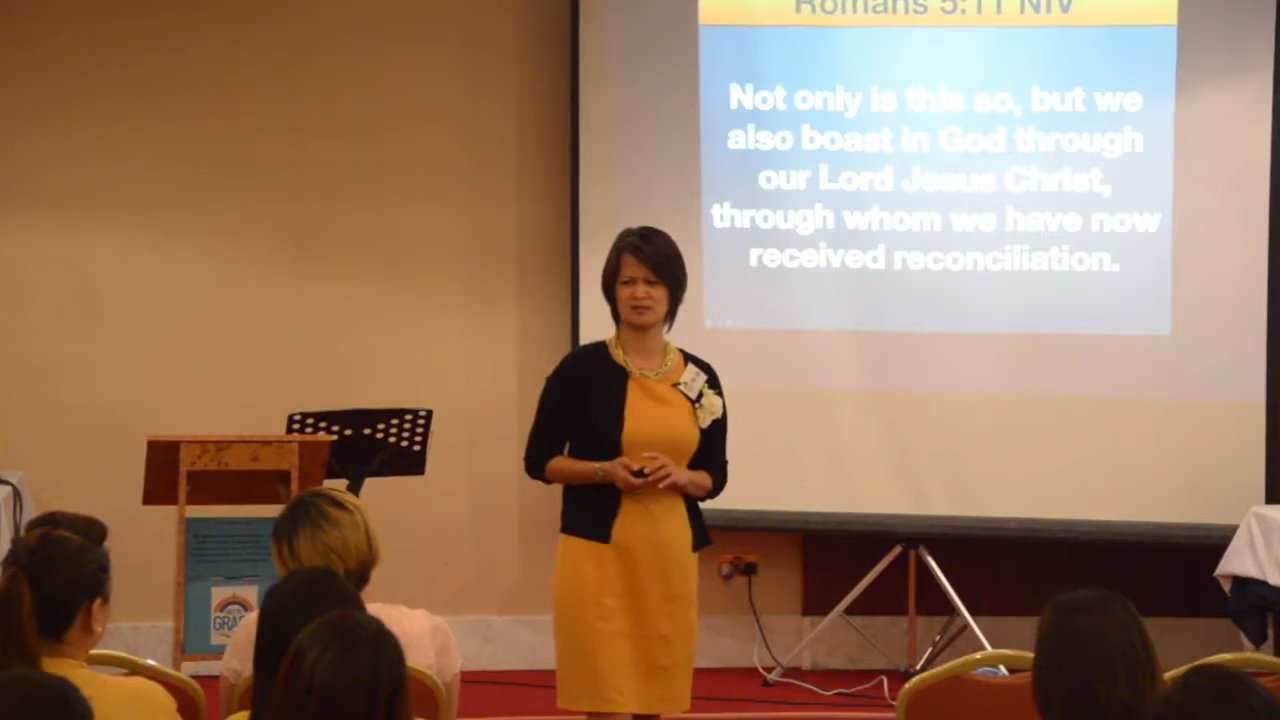 Romans 5:11 NIV
Not only is this so, but we
also boast in God through
our Lord Jesus Christ,
through whom we have now
received reconciliation.
GRA